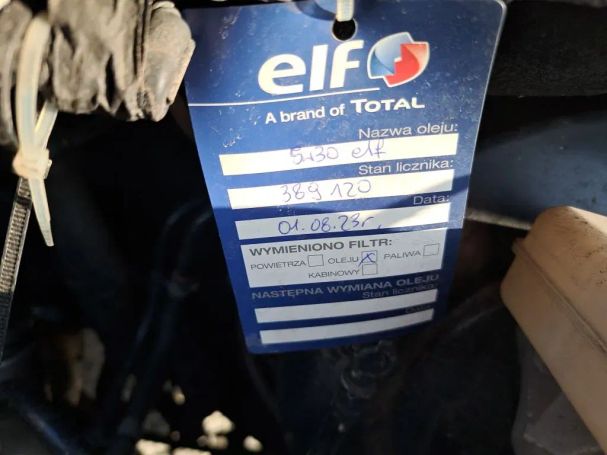 elf
A brand of TOTAL
Nazwa oleju:
5w30 elf
Stan licznika:
389 120
Data:
01.08.23r.
WYMIENIONO FILTR:
POWIETRZA OLEJU X PALIWA
KABINOWY
NASTĘPNA WYMIANA OLEJU
Stan licznika:
Data: